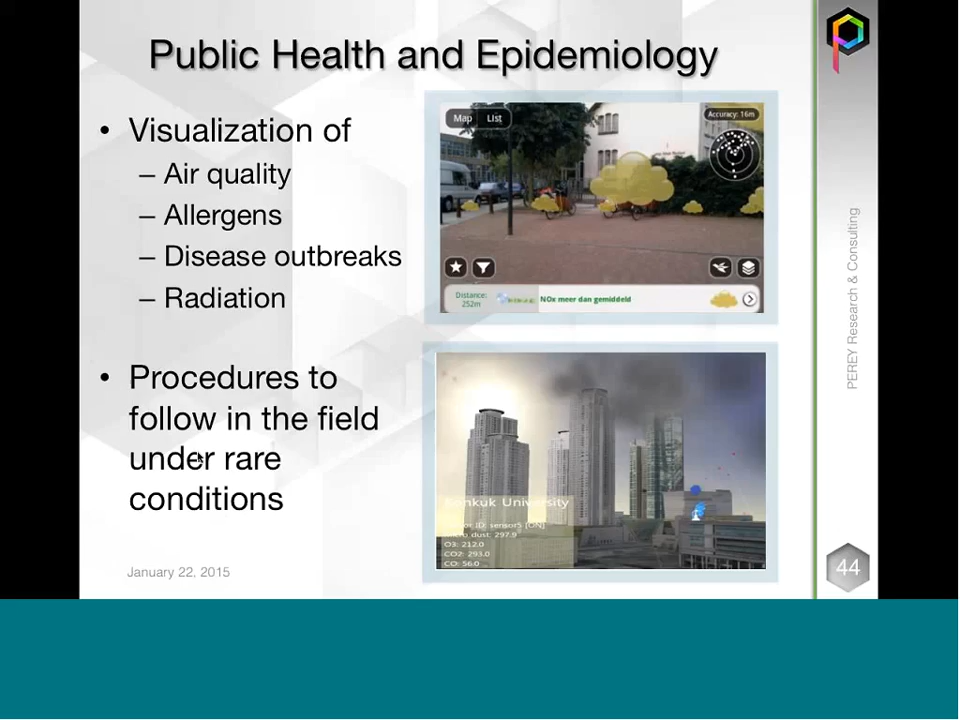 Public Health and Epidemiology
• Visualization of
– Air quality
– Allergens
– Disease outbreaks
– Radiation
• Procedures to
follow in the field
under rare
conditions
January 22, 2015
Map List
Accuracy: 16m
Distance:
252m
NOx meer dan gemiddeld
Konkuk University
Sensor ID: sensor5 [ON]
Micro dust: 297.9
O3: 212.0
CO2: 293.0
CO: 56.0
PEREY Research & Consulting
44